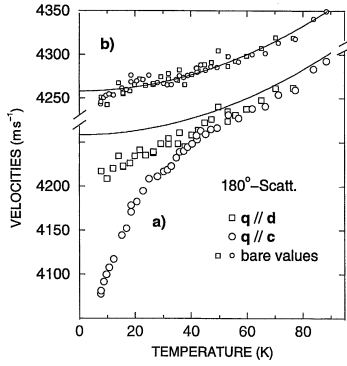 4350
b)
4300
4250
VELOCITIES (ms⁻¹)
4200
4150
4100
180°-Scatt.
□ q // d
○ q // c
□ ○ bare values
a)
0 20 40 60 80
TEMPERATURE (K)